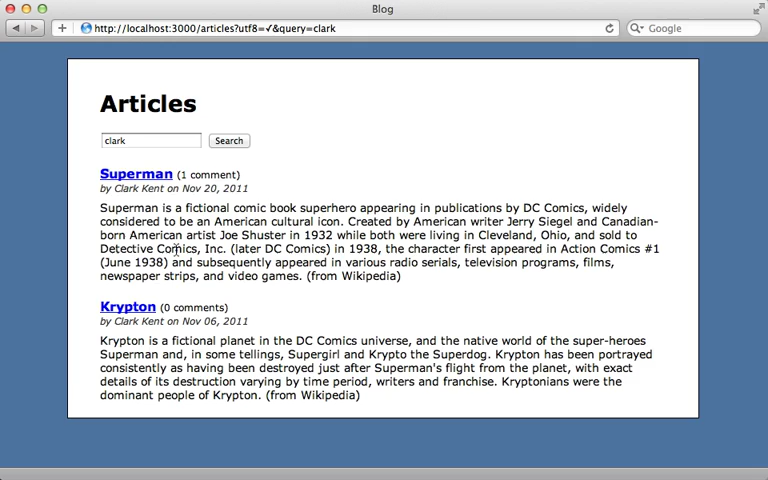 Blog
http://localhost:3000/articles?utf8=✓&query=clark
Google
Articles
clark
Search
Superman (1 comment)
by Clark Kent on Nov 20, 2011
Superman is a fictional comic book superhero appearing in publications by DC Comics, widely
considered to be an American cultural icon. Created by American writer Jerry Siegel and Canadian-
born American artist Joe Shuster in 1932 while both were living in Cleveland, Ohio, and sold to
Detective Comics, Inc. (later DC Comics) in 1938, the character first appeared in Action Comics #1
(June 1938) and subsequently appeared in various radio serials, television programs, films,
newspaper strips, and video games. (from Wikipedia)
Krypton (0 comments)
by Clark Kent on Nov 06, 2011
Krypton is a fictional planet in the DC Comics universe, and the native world of the super-heroes
Superman and, in some tellings, Supergirl and Krypto the Superdog. Krypton has been portrayed
consistently as having been destroyed just after Superman's flight from the planet, with exact
details of its destruction varying by time period, writers and franchise. Kryptonians were the
dominant people of Krypton. (from Wikipedia)